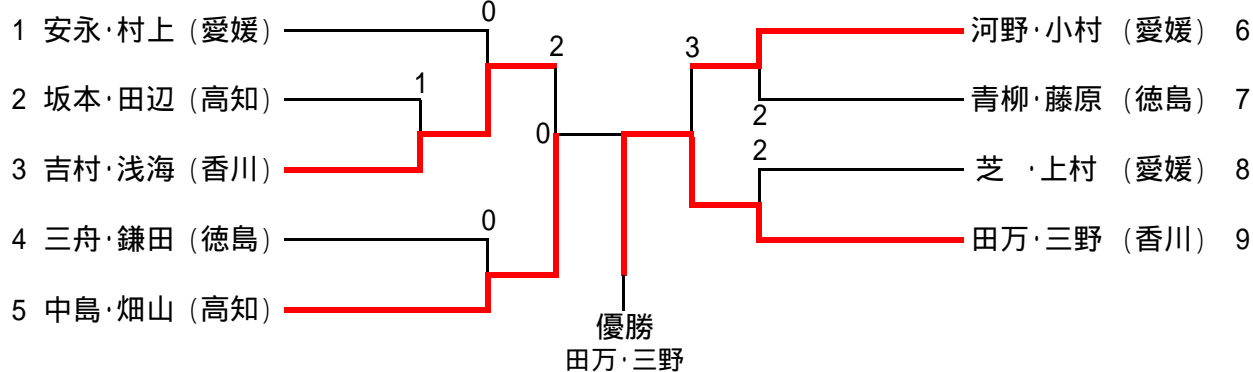 1 安永・村上 (愛媛)
0
2 坂本・田辺 (高知)
1
2
3 吉村・浅海 (香川)
0
4 三舟・鎌田 (徳島)
0
5 中島・畑山 (高知)
3
河野・小村 (愛媛) 6
青柳・藤原 (徳島) 7
2
2
芝 ・上村 (愛媛) 8
田万・三野 (香川) 9
優勝
田万・三野